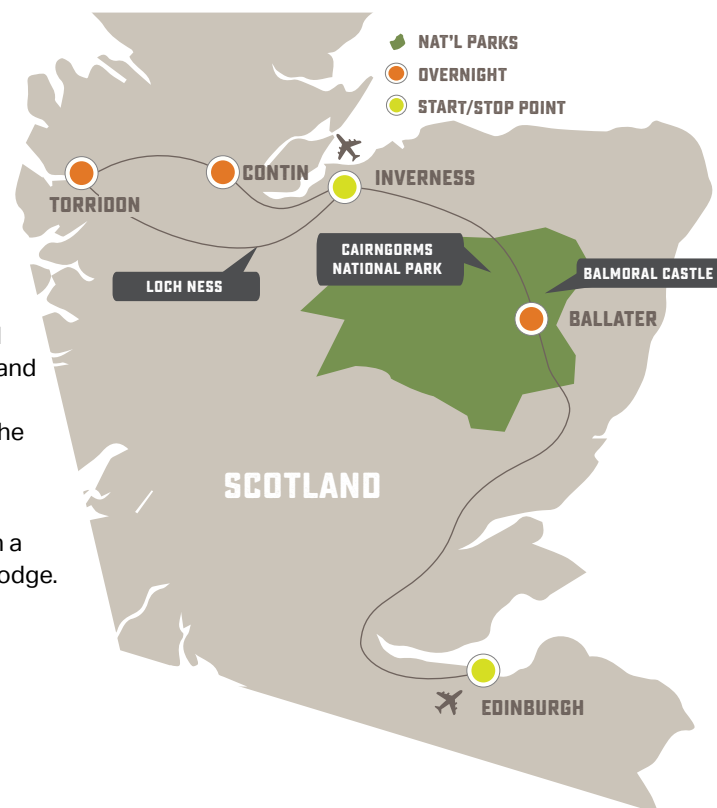 NAT'L PARKS
OVERNIGHT
START/STOP POINT
CONTIN
INVERNESS
TORRIDON
CAIRNGORMS
NATIONAL PARK
BALMORAL CASTLE
LOCH NESS
BALLATER
and
he
SCOTLAND
a
odge.
EDINBURGH